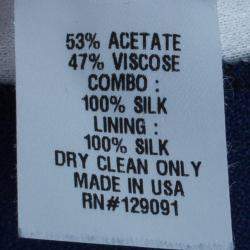 53% ACETATE
47% VISCOSE
COMBO :
100% SILK
LINING :
100% SILK
DRY CLEAN ONLY
MADE IN USA
RN#129091